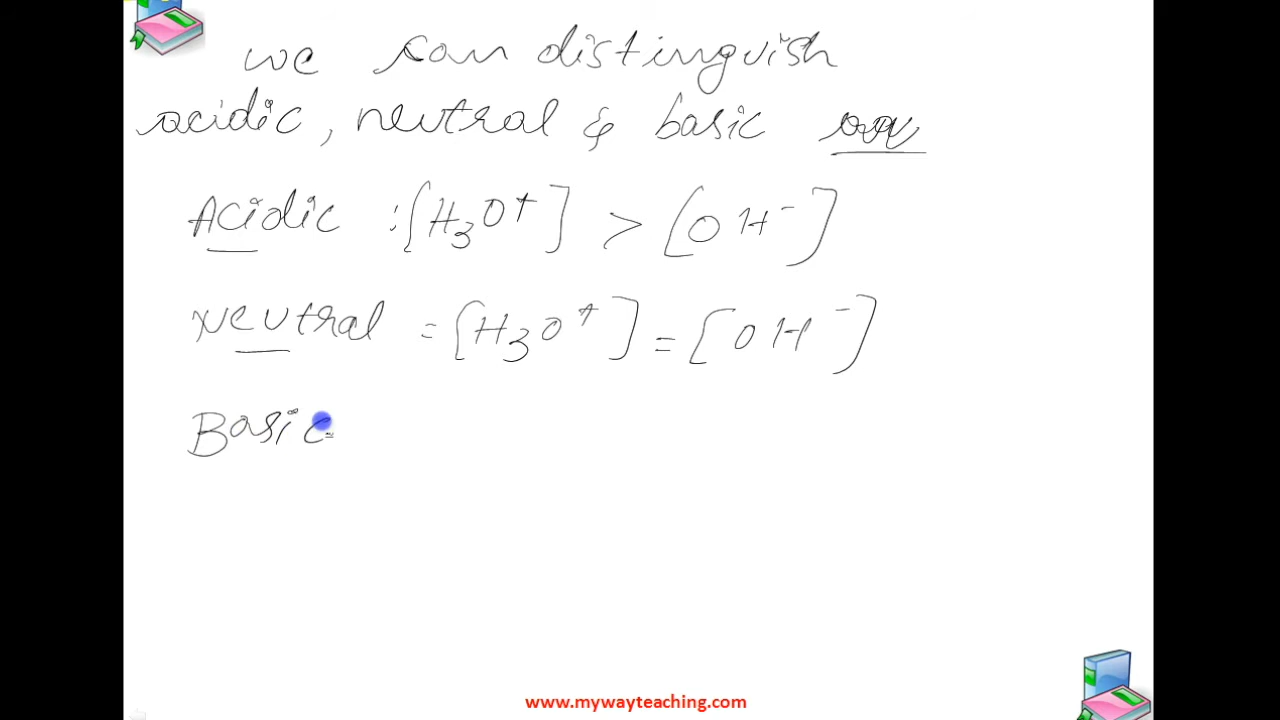 we can distinguish
acidic, neutral & basic
Acidic : [H₃O⁺] > [OH⁻]
Neutral = [H₃O⁺] = [OH⁻]
Basic
www.mywayteaching.com